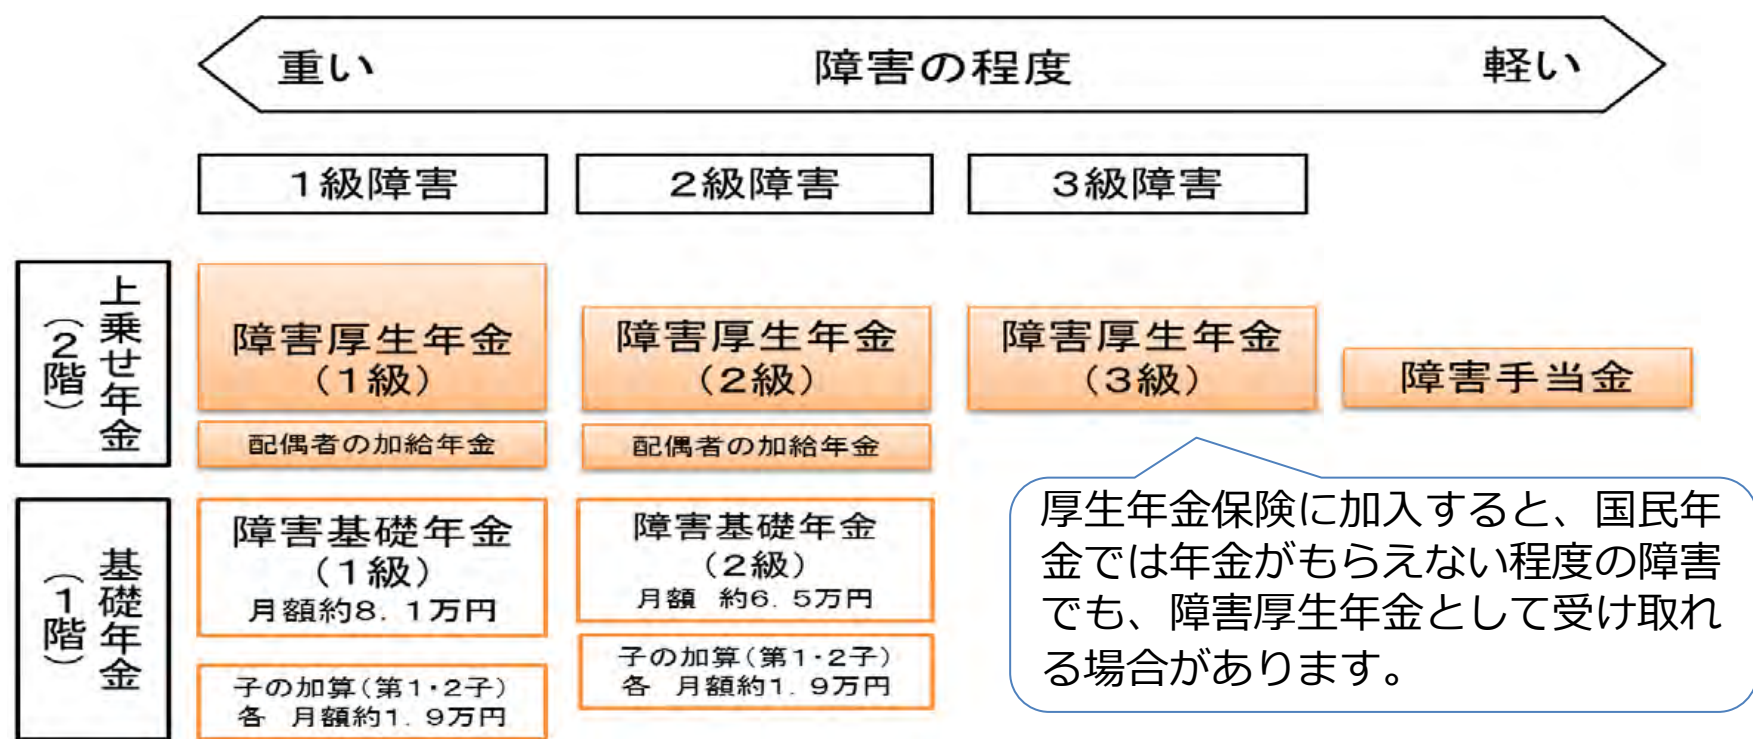 重い 障害の程度 軽い
1級障害
2級障害
3級障害
上乗せ年金
（2階）
障害厚生年金
（1級）
配偶者の加給年金
障害厚生年金
（2級）
配偶者の加給年金
障害厚生年金
（3級）
障害手当金
厚生年金保険に加入すると、国民年
金では年金がもらえない程度の障害
でも、障害厚生年金として受け取れ
る場合があります。
基礎年金
（1階）
障害基礎年金
（1級）
月額約8.1万円
子の加算（第1・2子）
各 月額約1.9万円
障害基礎年金
（2級）
月額 約6.5万円
子の加算（第1・2子）
各 月額約1.9万円